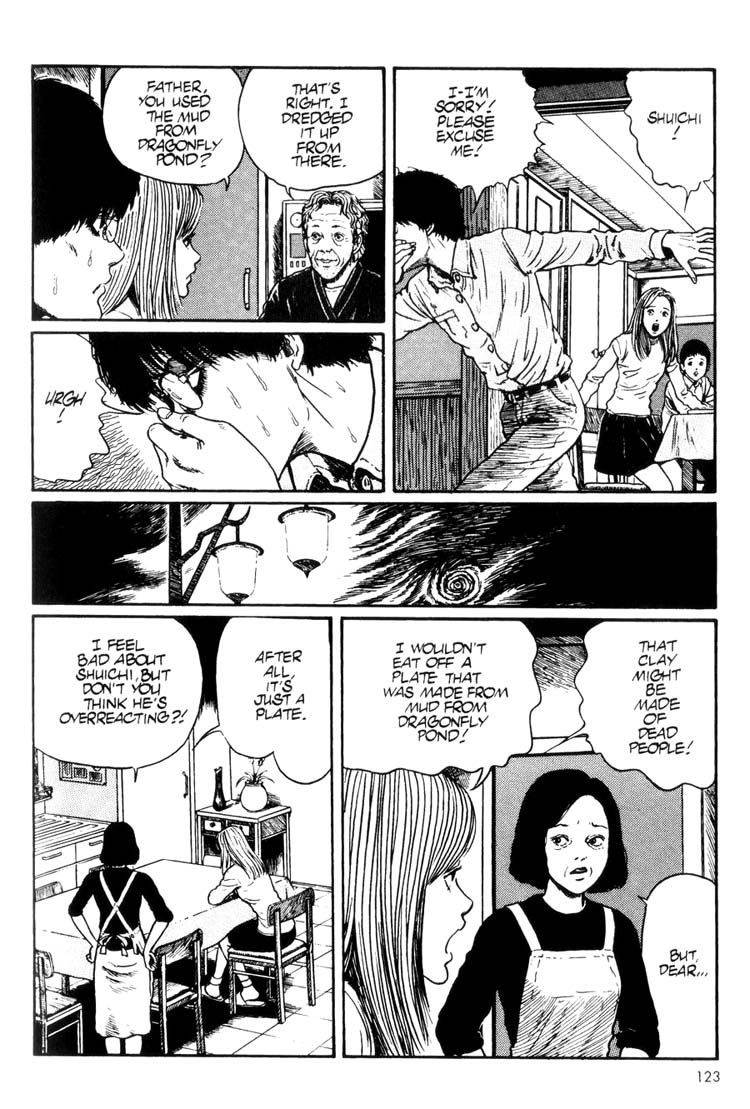 FATHER,
YOU USED
THE MUD
FROM
DRAGONFLY
POND?
THAT'S
RIGHT. I
DREDGED
IT UP
FROM
THERE.
URGH
!
I-I'M
SORRY!
PLEASE
EXCUSE
ME!
SHUICHI
!
I FEEL
BAD ABOUT
SHUICHI, BUT
DON'T YOU
THINK HE'S
OVERREACTING?!
AFTER
ALL,
IT'S
JUST A
PLATE.
I WOULDN'T
EAT OFF A
PLATE THAT
WAS MADE FROM
MUD FROM
DRAGONFLY
POND!
THAT
CLAY
MIGHT
BE
MADE
OF
DEAD
PEOPLE!
BUT,
DEAR...
123